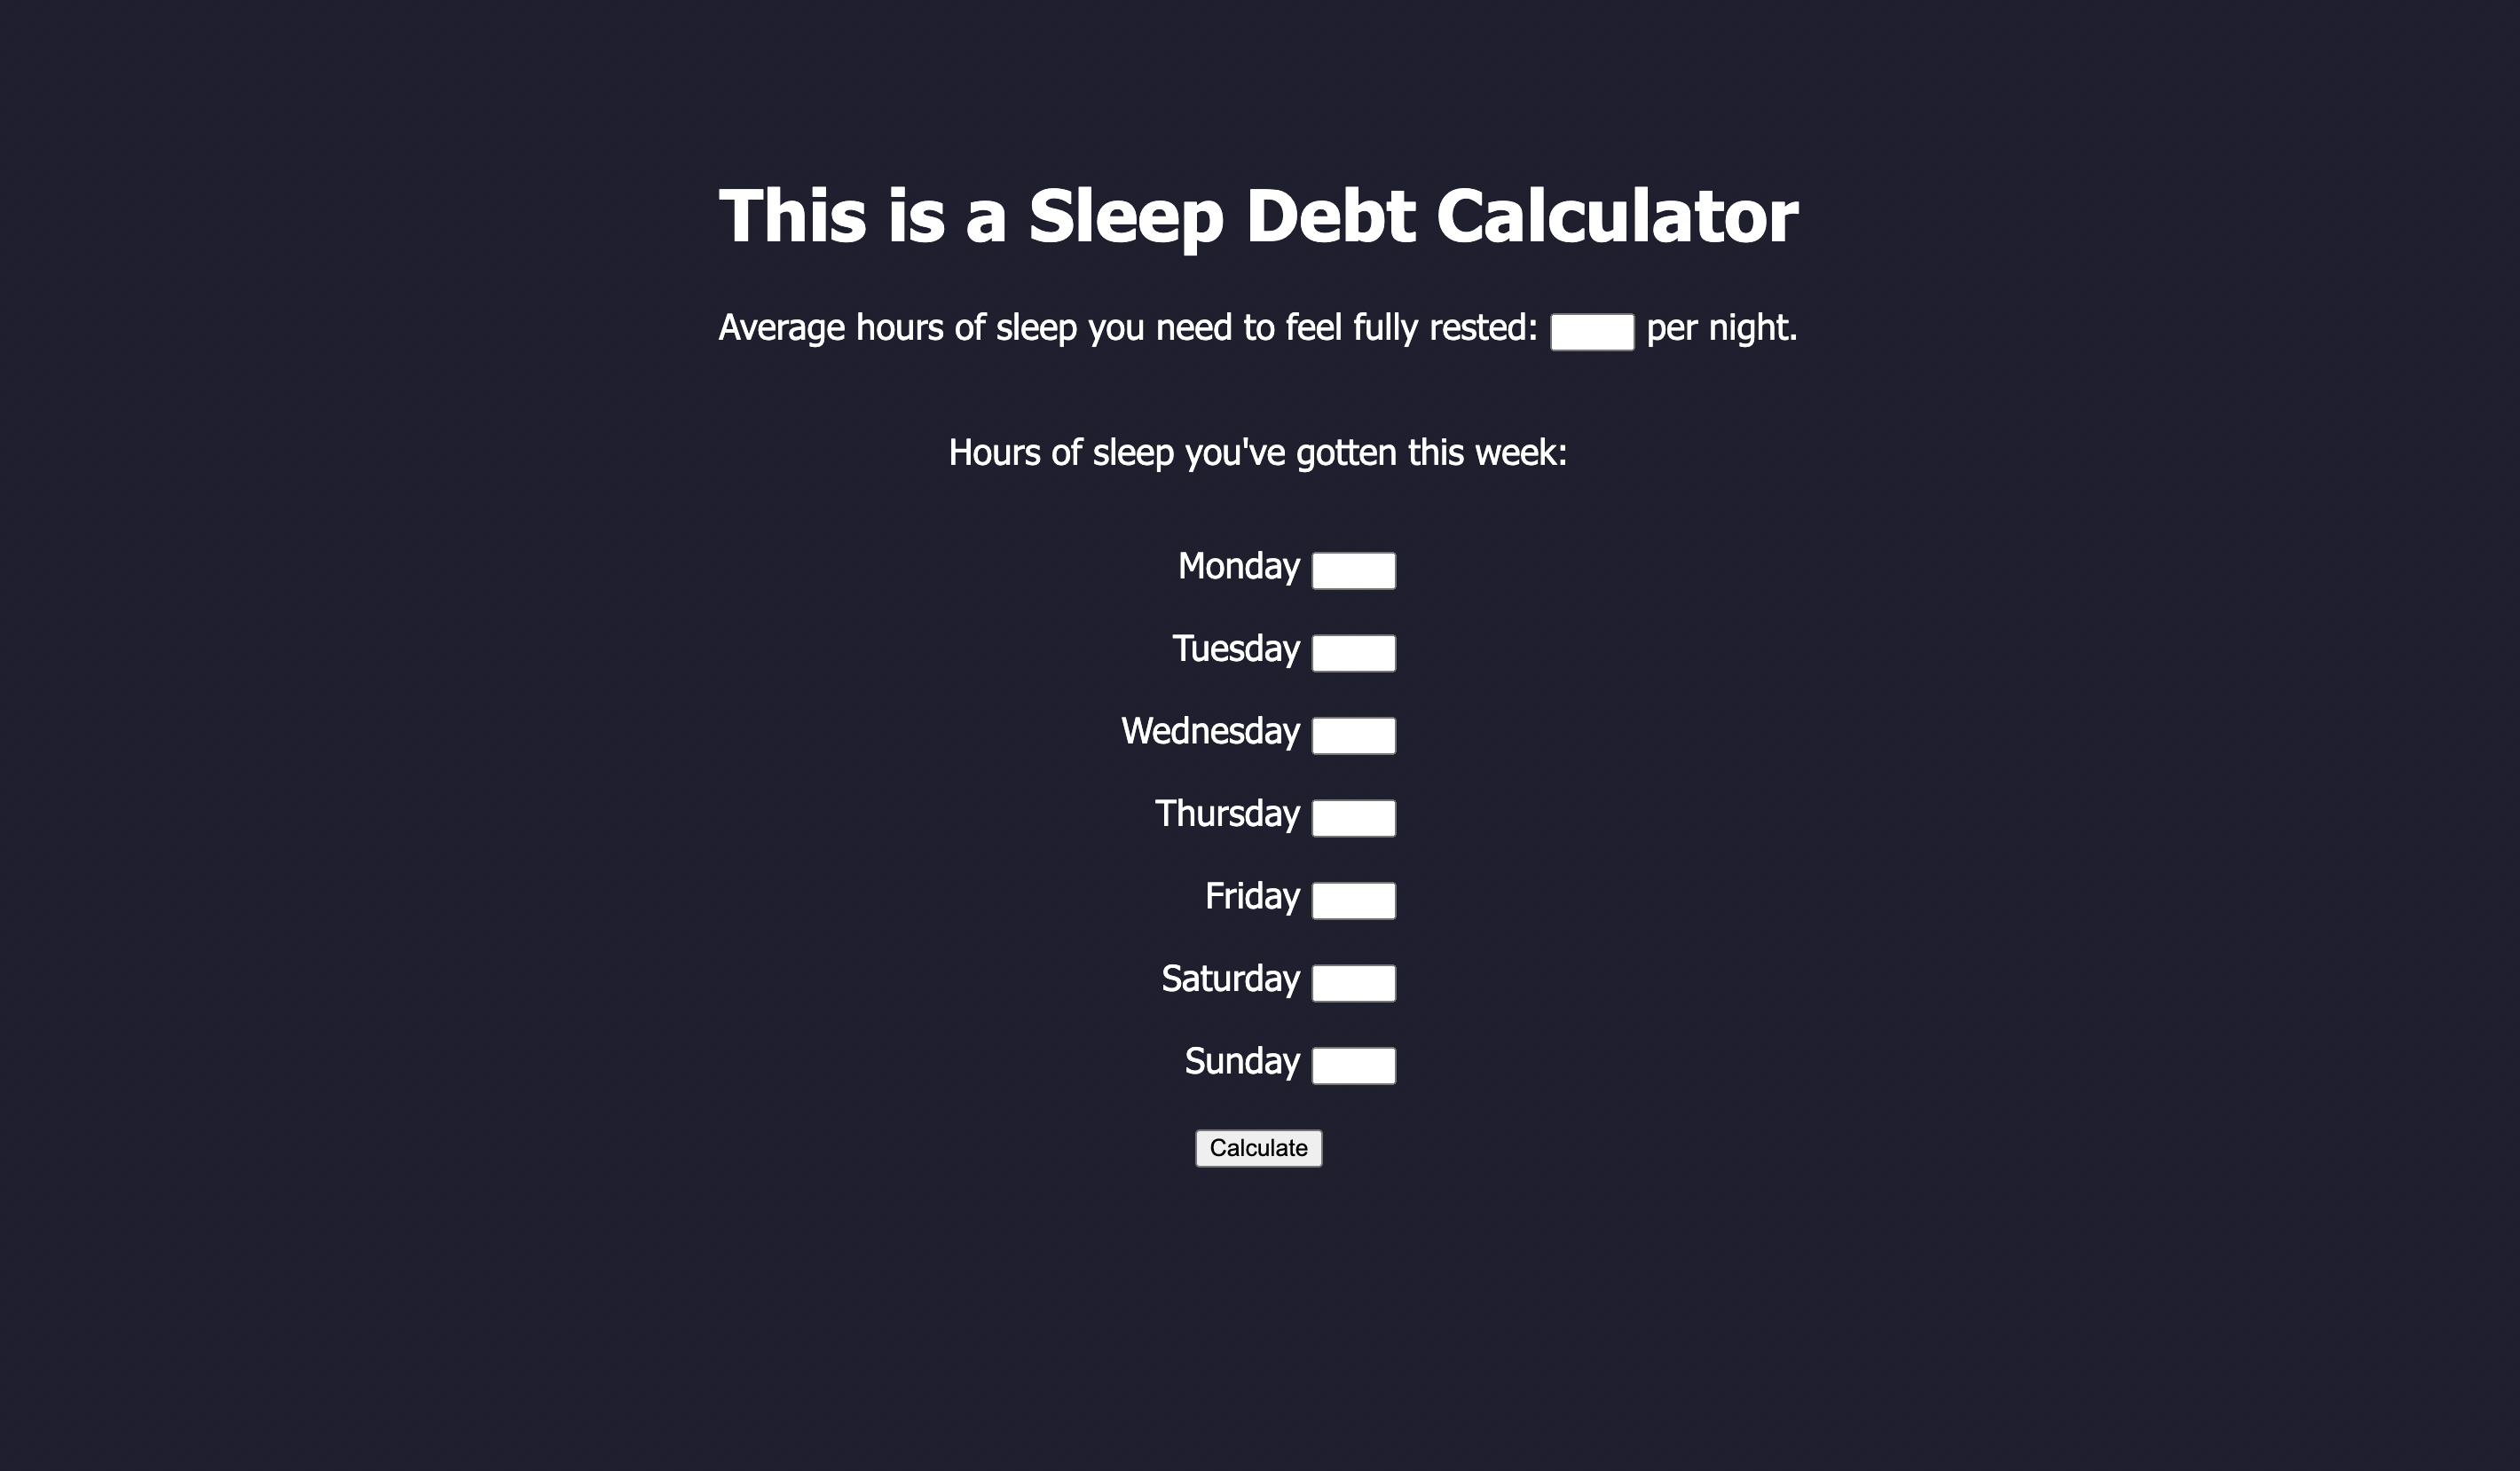 This is a Sleep Debt Calculator
Average hours of sleep you need to feel fully rested: per night.
Hours of sleep you've gotten this week:
Monday
Tuesday
Wednesday
Thursday
Friday
Saturday
Sunday
Calculate